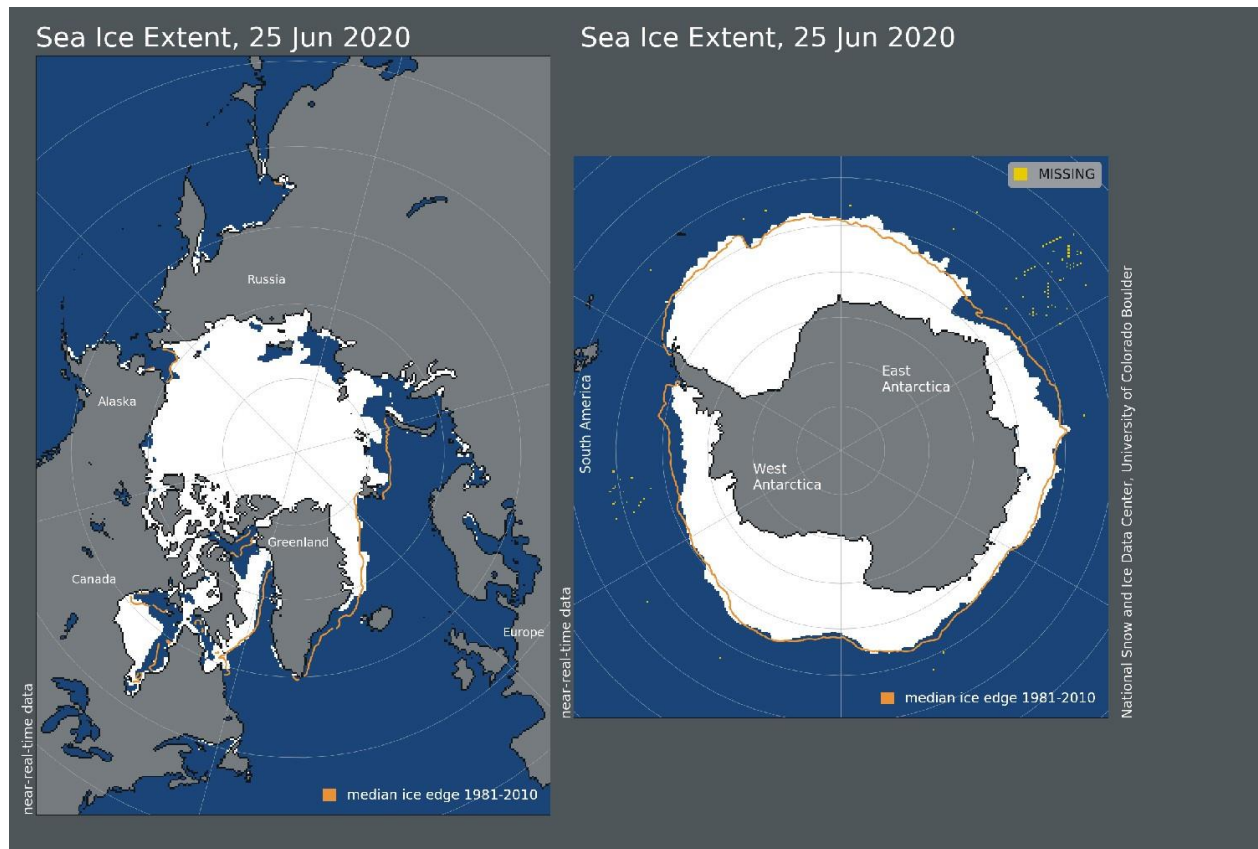 Sea Ice Extent, 25 Jun 2020
Russia
Alaska
Greenland
Canada
Europe
near-real-time data
median ice edge 1981-2010
Sea Ice Extent, 25 Jun 2020
MISSING
East
Antarctica
South America
West
Antarctica
near-real-time data
median ice edge 1981-2010
National Snow and Ice Data Center, University of Colorado Boulder